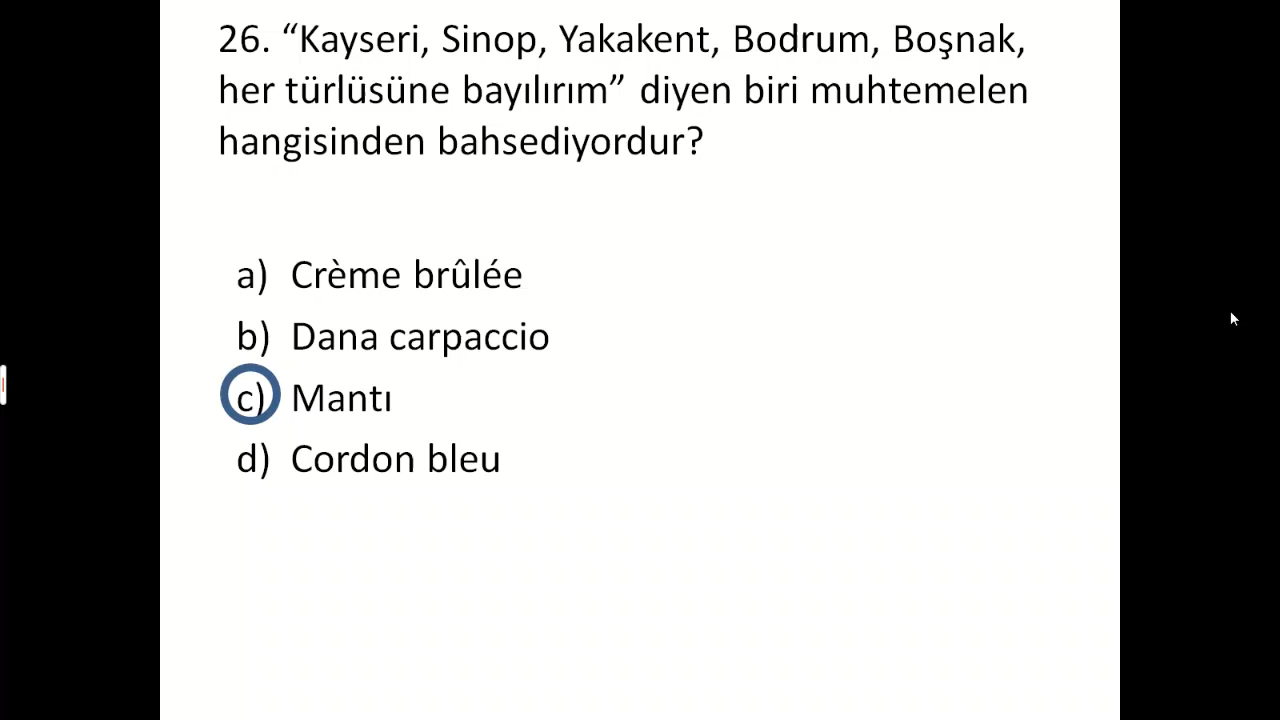 26. “Kayseri, Sinop, Yakakent, Bodrum, Boşnak,
her türlüsüne bayılırım” diyen biri muhtemelen
hangisinden bahsediyordur?
a) Crème brûlée
b) Dana carpaccio
c) Mantı
d) Cordon bleu